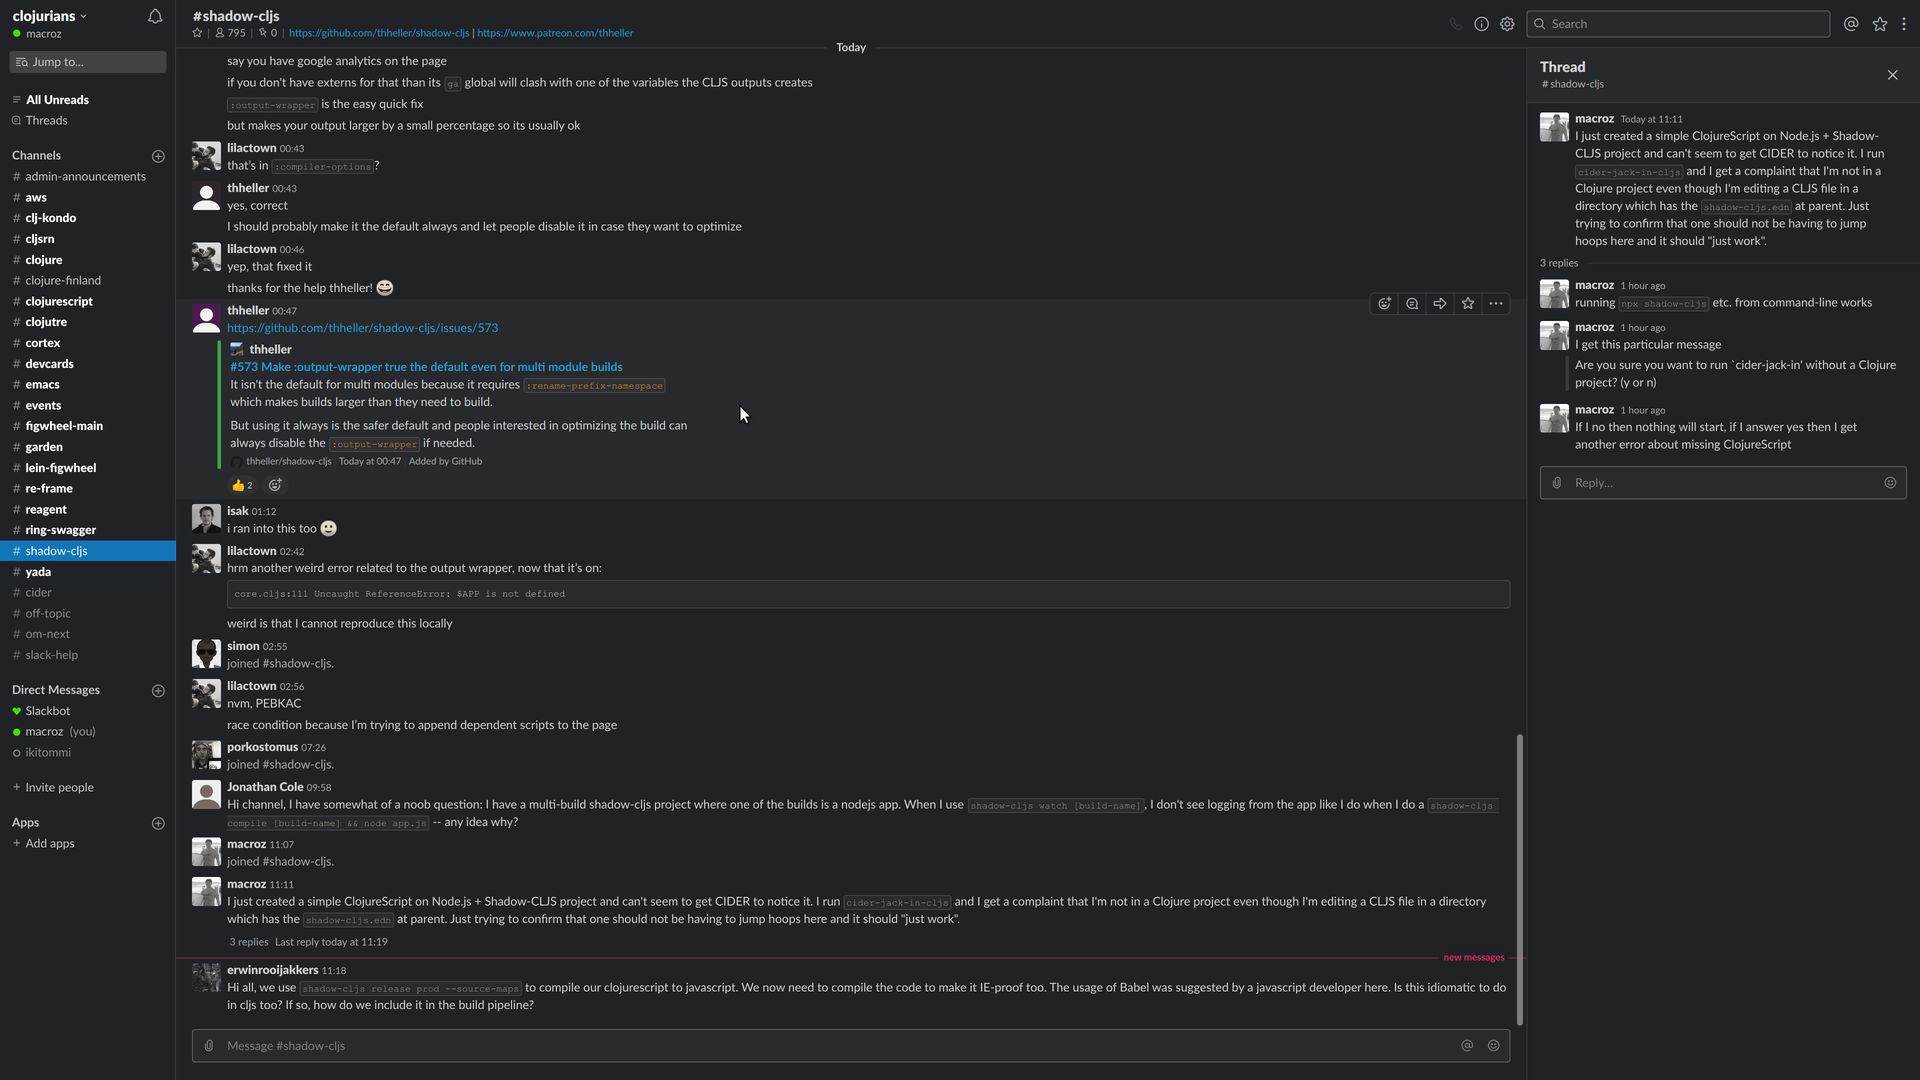 clojurians
macroz
Jump to...
All Unreads
Threads
Channels
# admin-announcements
# aws
# clj-kondo
# cljsrn
# clojure
# clojure-finland
# clojurescript
# clojutre
# cortex
# devcards
# emacs
# events
# figwheel-main
# garden
# lein-figwheel
# re-frame
# reagent
# ring-swagger
# shadow-cljs
# yada
# cider
# off-topic
# om-next
# slack-help
Direct Messages
Slackbot
macroz (you)
ikitommi
+ Invite people
Apps
+ Add apps
#shadow-cljs
795 | 0 | https://github.com/thheller/shadow-cljs | https://www.patreon.com/thheller
Search
Today
say you have google analytics on the page
if you don't have externs for that than its ga global will clash with one of the variables the CLJS outputs creates
:output-wrapper is the easy quick fix
but makes your output larger by a small percentage so its usually ok
lilactown 00:43
that's in :compiler-options?
thheller 00:43
yes, correct
I should probably make it the default always and let people disable it in case they want to optimize
lilactown 00:46
yep, that fixed it
thanks for the help thheller!
thheller 00:47
https://github.com/thheller/shadow-cljs/issues/573
thheller
#573 Make :output-wrapper true the default even for multi module builds
It isn't the default for multi modules because it requires :rename-prefix-namespace
which makes builds larger than they need to build.
But using it always is the safer default and people interested in optimizing the build can
always disable the :output-wrapper if needed.
thheller/shadow-cljs Today at 00:47 Added by GitHub
2
isak 01:12
i ran into this too
lilactown 02:42
hrm another weird error related to the output wrapper, now that it's on:
core.cljs:111 Uncaught ReferenceError: $APP is not defined
weird is that I cannot reproduce this locally
simon 02:55
joined #shadow-cljs.
lilactown 02:56
nvm, PEBKAC
race condition because I'm trying to append dependent scripts to the page
porkostomus 07:26
joined #shadow-cljs.
Jonathan Cole 09:58
Hi channel, I have somewhat of a noob question: I have a multi-build shadow-cljs project where one of the builds is a nodejs app. When I use shadow-cljs watch [build-name], I don't see logging from the app like I do when I do a shadow-cljs
compile [build-name] && node app.js -- any idea why?
macroz 11:07
joined #shadow-cljs.
macroz 11:11
I just created a simple ClojureScript on Node.js + Shadow-CLJS project and can't seem to get CIDER to notice it. I run cider-jack-in-cljs and I get a complaint that I'm not in a Clojure project even though I'm editing a CLJS file in a directory
which has the shadow-cljs.edn at parent. Just trying to confirm that one should not be having to jump hoops here and it should "just work".
3 replies Last reply today at 11:19
new messages
erwinrooijakkers 11:18
Hi all, we use shadow-cljs release prod --source-maps to compile our clojurescript to javascript. We now need to compile the code to make it IE-proof too. The usage of Babel was suggested by a javascript developer here. Is this idiomatic to do
in cljs too? If so, how do we include it in the build pipeline?
Message #shadow-cljs
Thread
# shadow-cljs
macroz Today at 11:11
I just created a simple ClojureScript on Node.js + Shadow-
CLJS project and can't seem to get CIDER to notice it. I run
cider-jack-in-cljs and I get a complaint that I'm not in a
Clojure project even though I'm editing a CLJS file in a
directory which has the shadow-cljs.edn at parent. Just
trying to confirm that one should not be having to jump
hoops here and it should "just work".
3 replies
macroz 1 hour ago
running npx shadow-cljs etc. from command-line works
macroz 1 hour ago
I get this particular message
Are you sure you want to run `cider-jack-in' without a Clojure
project? (y or n)
macroz 1 hour ago
If I no then nothing will start, if I answer yes then I get
another error about missing ClojureScript
Reply...